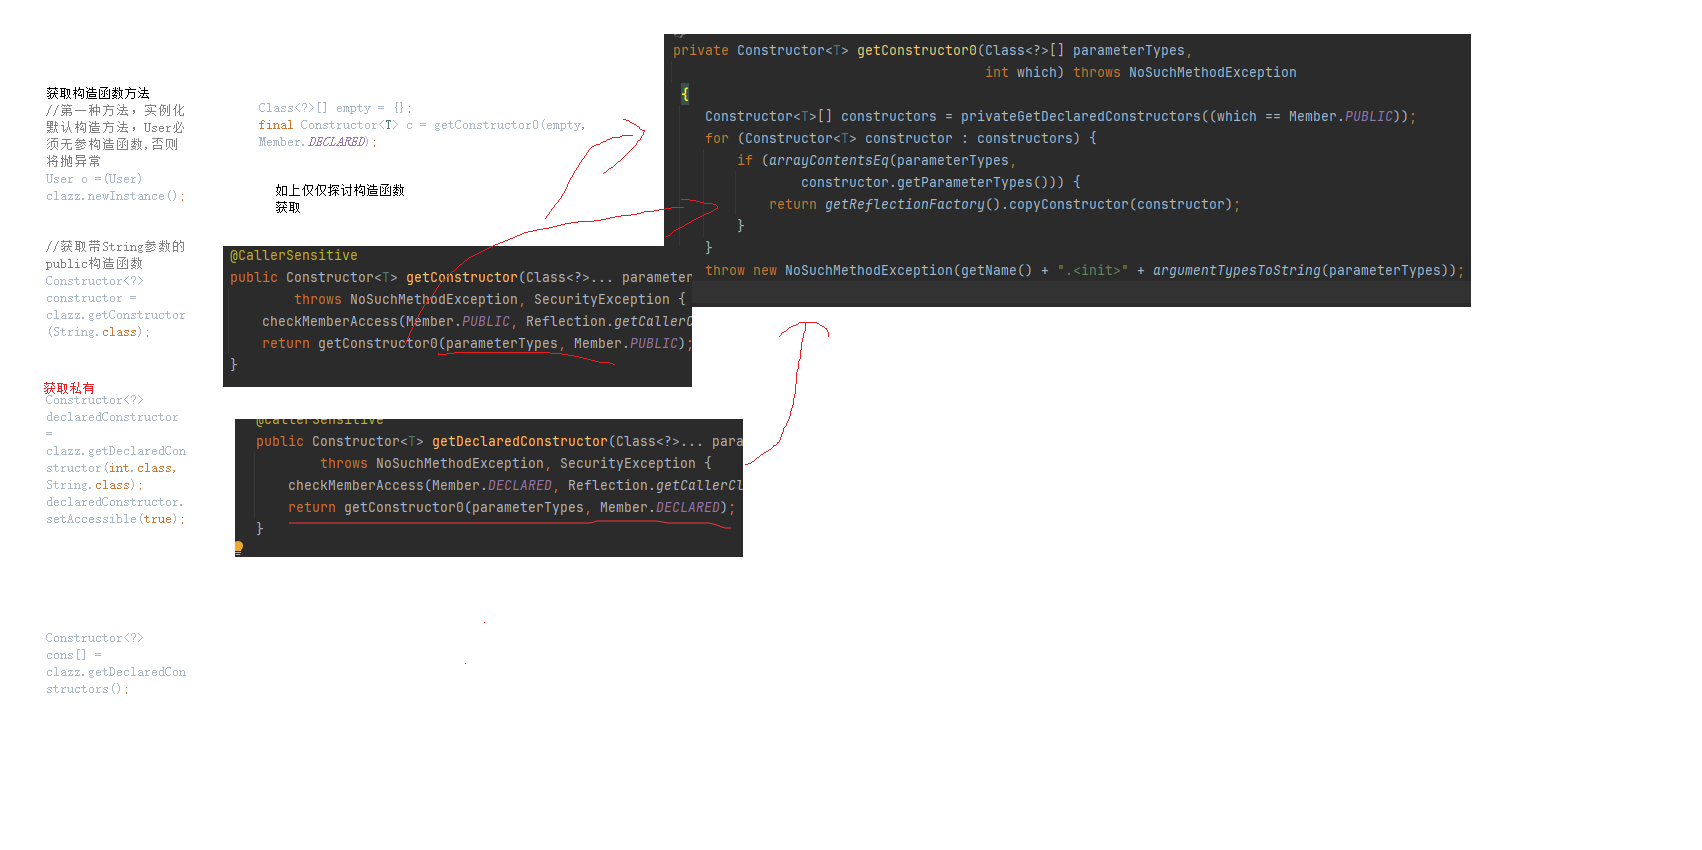 获取构造函数方法
//第一种方法，实例化
默认构造方法，User必
须无参构造函数,否则
将抛异常
User o =(User)
clazz.newInstance();
//获取带String参数的
public构造函数
Constructor<?>
constructor =
clazz.getConstructor
(String.class);
获取私有
Constructor<?>
declaredConstructor
=
clazz.getDeclaredCon
structor(int.class,
String.class);
declaredConstructor.
setAccessible(true);
Constructor<?>
cons[] =
clazz.getDeclaredCon
structors();
Class<?>[] empty = {};
final Constructor<T> c = getConstructor0(empty,
Member.DECLARED);
如上仅仅探讨构造函数
获取
@CallerSensitive
public Constructor<T> getConstructor(Class<?>... parameter
throws NoSuchMethodException, SecurityException {
checkMemberAccess(Member.PUBLIC, Reflection.getCallerC
return getConstructor0(parameterTypes, Member.PUBLIC);
}
@CallerSensitive
public Constructor<T> getDeclaredConstructor(Class<?>... para
throws NoSuchMethodException, SecurityException {
checkMemberAccess(Member.DECLARED, Reflection.getCallerCl
return getConstructor0(parameterTypes, Member.DECLARED);
}
private Constructor<T> getConstructor0(Class<?>[] parameterTypes,
int which) throws NoSuchMethodException
{
Constructor<T>[] constructors = privateGetDeclaredConstructors((which == Member.PUBLIC));
for (Constructor<T> constructor : constructors) {
if (arrayContentsEq(parameterTypes,
constructor.getParameterTypes())) {
return getReflectionFactory().copyConstructor(constructor);
}
}
throw new NoSuchMethodException(getName() + ".<init>" + argumentTypesToString(parameterTypes));